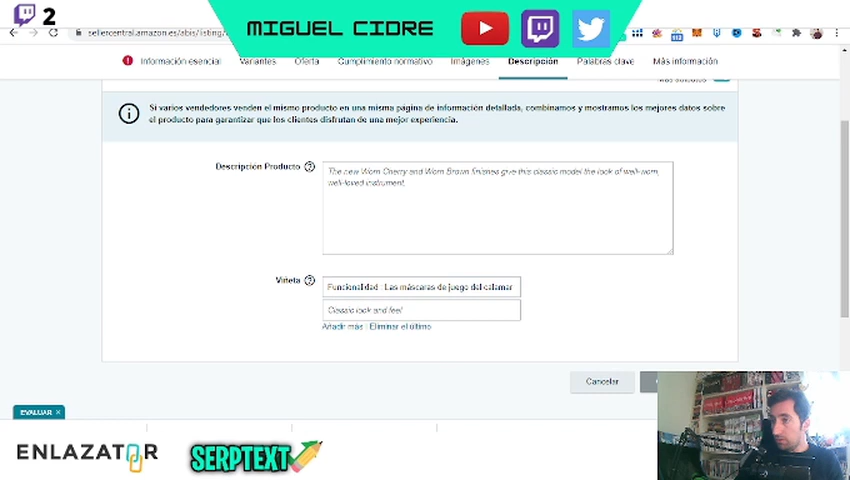 2
MIGUEL CIDRE
sellercentral.amazon.es/abis/listing/
Información esencial
Variantes
Oferta
Cumplimiento normativo
Imágenes
Descripción
Palabras clave
Más información
Si varios vendedores venden el mismo producto en una misma página de información detallada, combinamos y mostramos los mejores datos sobre
el producto para garantizar que los clientes disfrutan de una mejor experiencia.
Descripción Producto
The new Worn Cherry and Worn Brown finishes give this classic model the look of well-worn,
well-loved instrument.
Viñeta
Funcionalidad : Las máscaras de juego del calamar
Classic look and feel
Añadir más
Eliminar el último
Cancelar
EVALUAR ×
ENLAZATOR
SERPTEXT